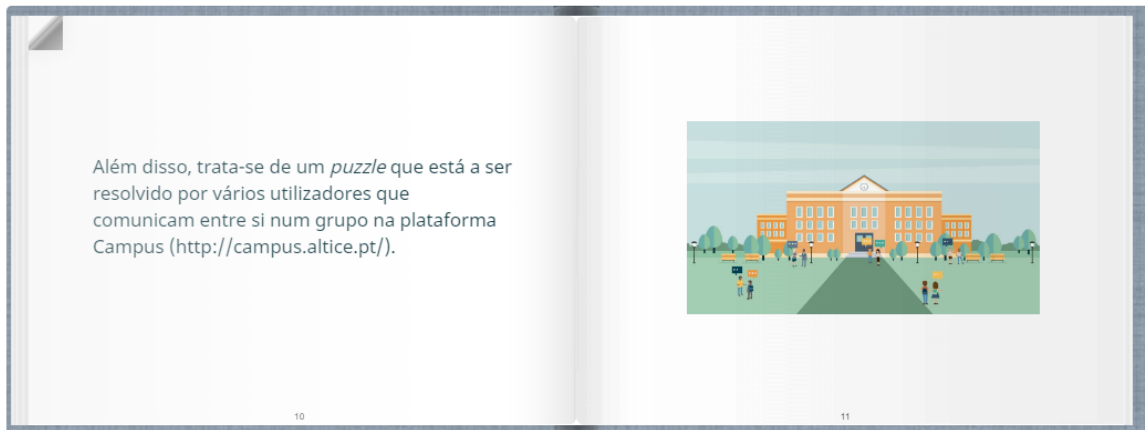 Além disso, trata-se de um puzzle que está a ser
resolvido por vários utilizadores que
comunicam entre si num grupo na plataforma
Campus (http://campus.altice.pt/).
10
11